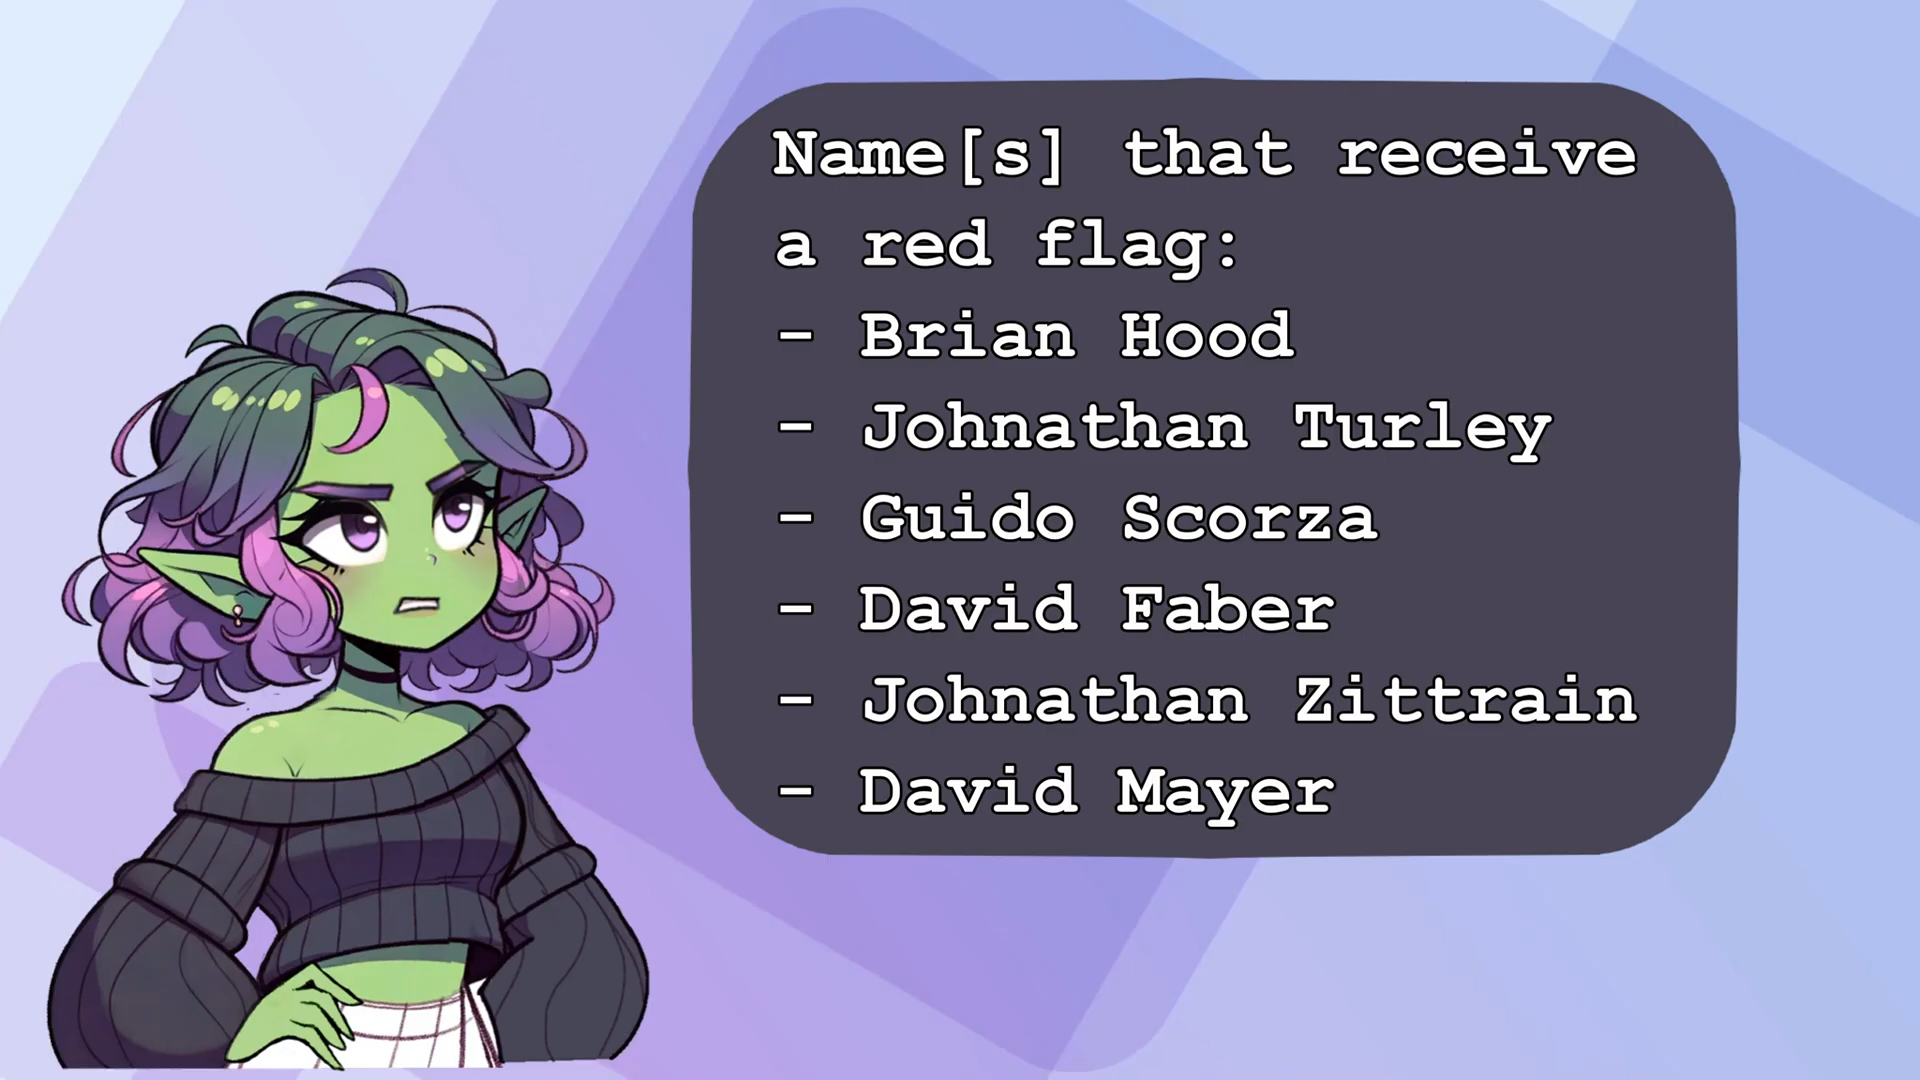 Name[s] that receive
a red flag:
- Brian Hood
- Johnathan Turley
- Guido Scorza
- David Faber
- Johnathan Zittrain
- David Mayer